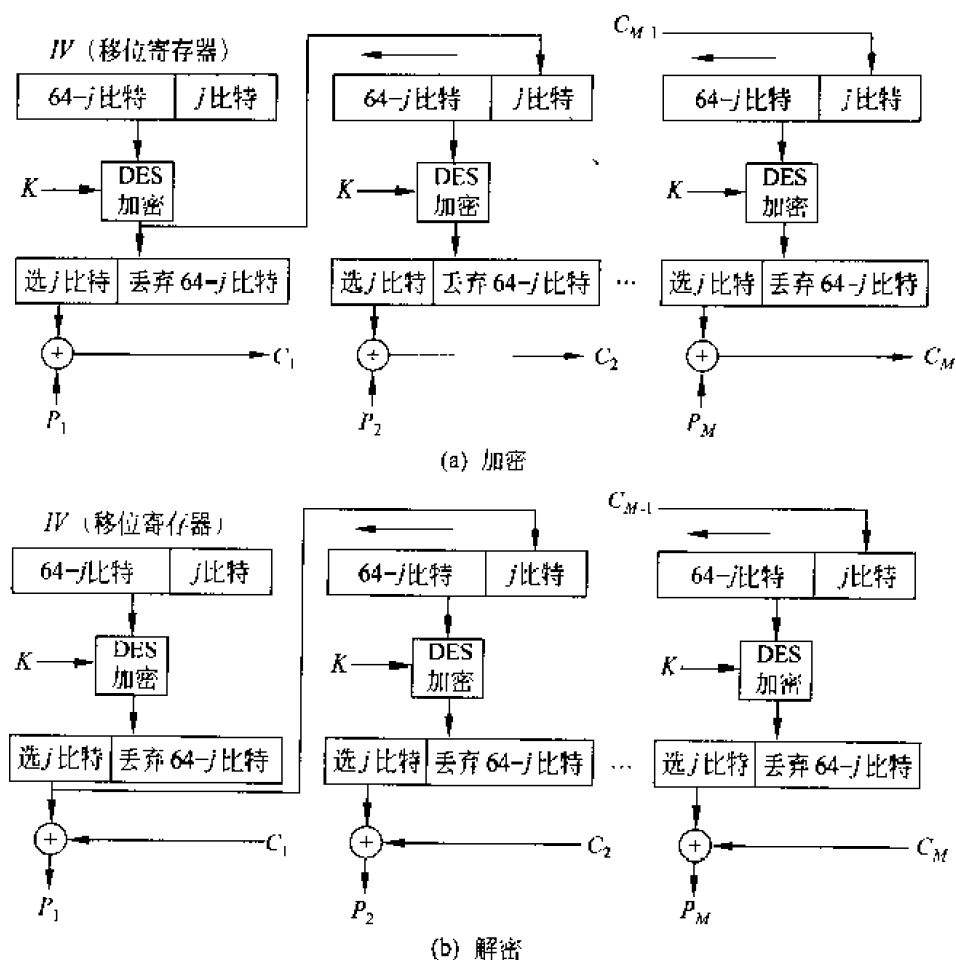 IV（移位寄存器）
C_{M-1}
64-j比特 j比特 64-j比特 j比特 64-j比特 j比特
K DES 加密 K DES 加密 K DES 加密
选j比特 丢弃64-j比特 选j比特 丢弃64-j比特 … 选j比特 丢弃64-j比特
C_1 C_2 C_M
P_1 P_2 P_M
(a) 加密
IV（移位寄存器）
C_{M-1}
64-j比特 j比特 64-j比特 j比特 64-j比特 j比特
K DES 加密 K DES 加密 K DES 加密
选j比特 丢弃64-j比特 选j比特 丢弃64-j比特 … 选j比特 丢弃64-j比特
C_1 C_2 C_M
P_1 P_2 P_M
(b) 解密